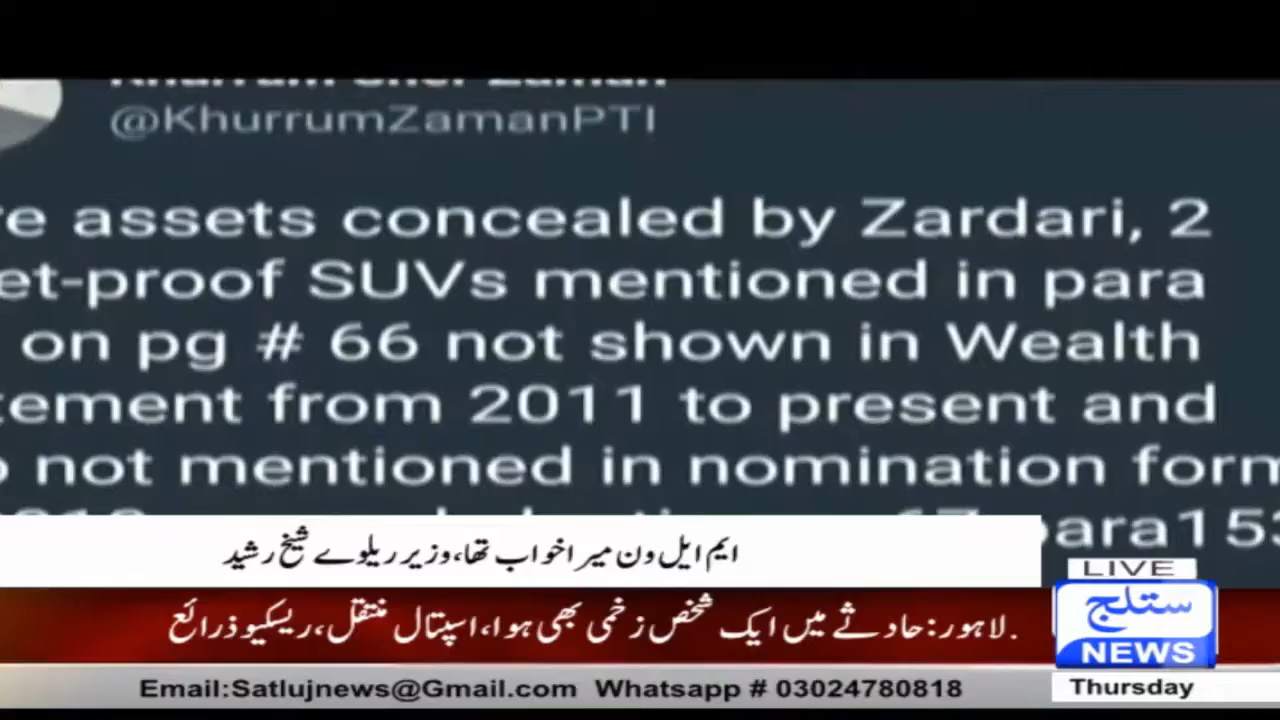 @KhurrumZamanPTI
assets concealed by Zardari, 2
et-proof SUVs mentioned in para
on pg # 66 not shown in Wealth
tement from 2011 to present and
not mentioned in nomination form
para153
ایم ایل ون میرا خواب تھا، وزیر ریلوے شیخ رشید
لاہور: حادثے میں ایک شخص زخمی بھی ہوا، اسپتال منتقل، ریسکیو ذرائع.
LIVE
ستلج
NEWS
Email:Satlujnews@Gmail.com Whatsapp # 03024780818
Thursday